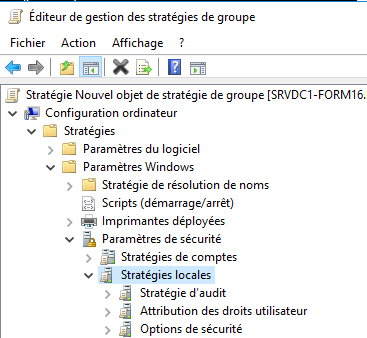 Éditeur de gestion des stratégies de groupe
Fichier Action Affichage ?
Stratégie Nouvel objet de stratégie de groupe [SRVDC1-FORM16.
Configuration ordinateur
Stratégies
Paramètres du logiciel
Paramètres Windows
Stratégie de résolution de noms
Scripts (démarrage/arrêt)
Imprimantes déployées
Paramètres de sécurité
Stratégies de comptes
Stratégies locales
Stratégie d'audit
Attribution des droits utilisateur
Options de sécurité